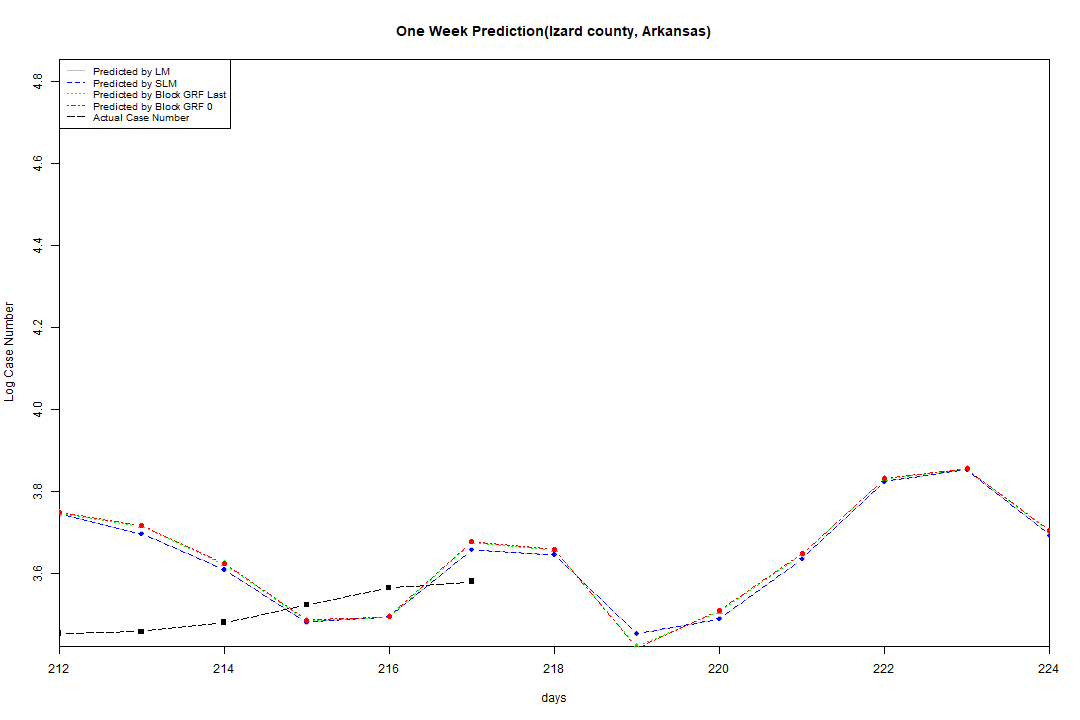 One Week Prediction(Izard county, Arkansas)
Predicted by LM
Predicted by SLM
Predicted by Block GRF Last
Predicted by Block GRF 0
Actual Case Number
4.8
4.6
4.4
4.2
4.0
3.8
3.6
Log Case Number
212
214
216
218
220
222
224
days